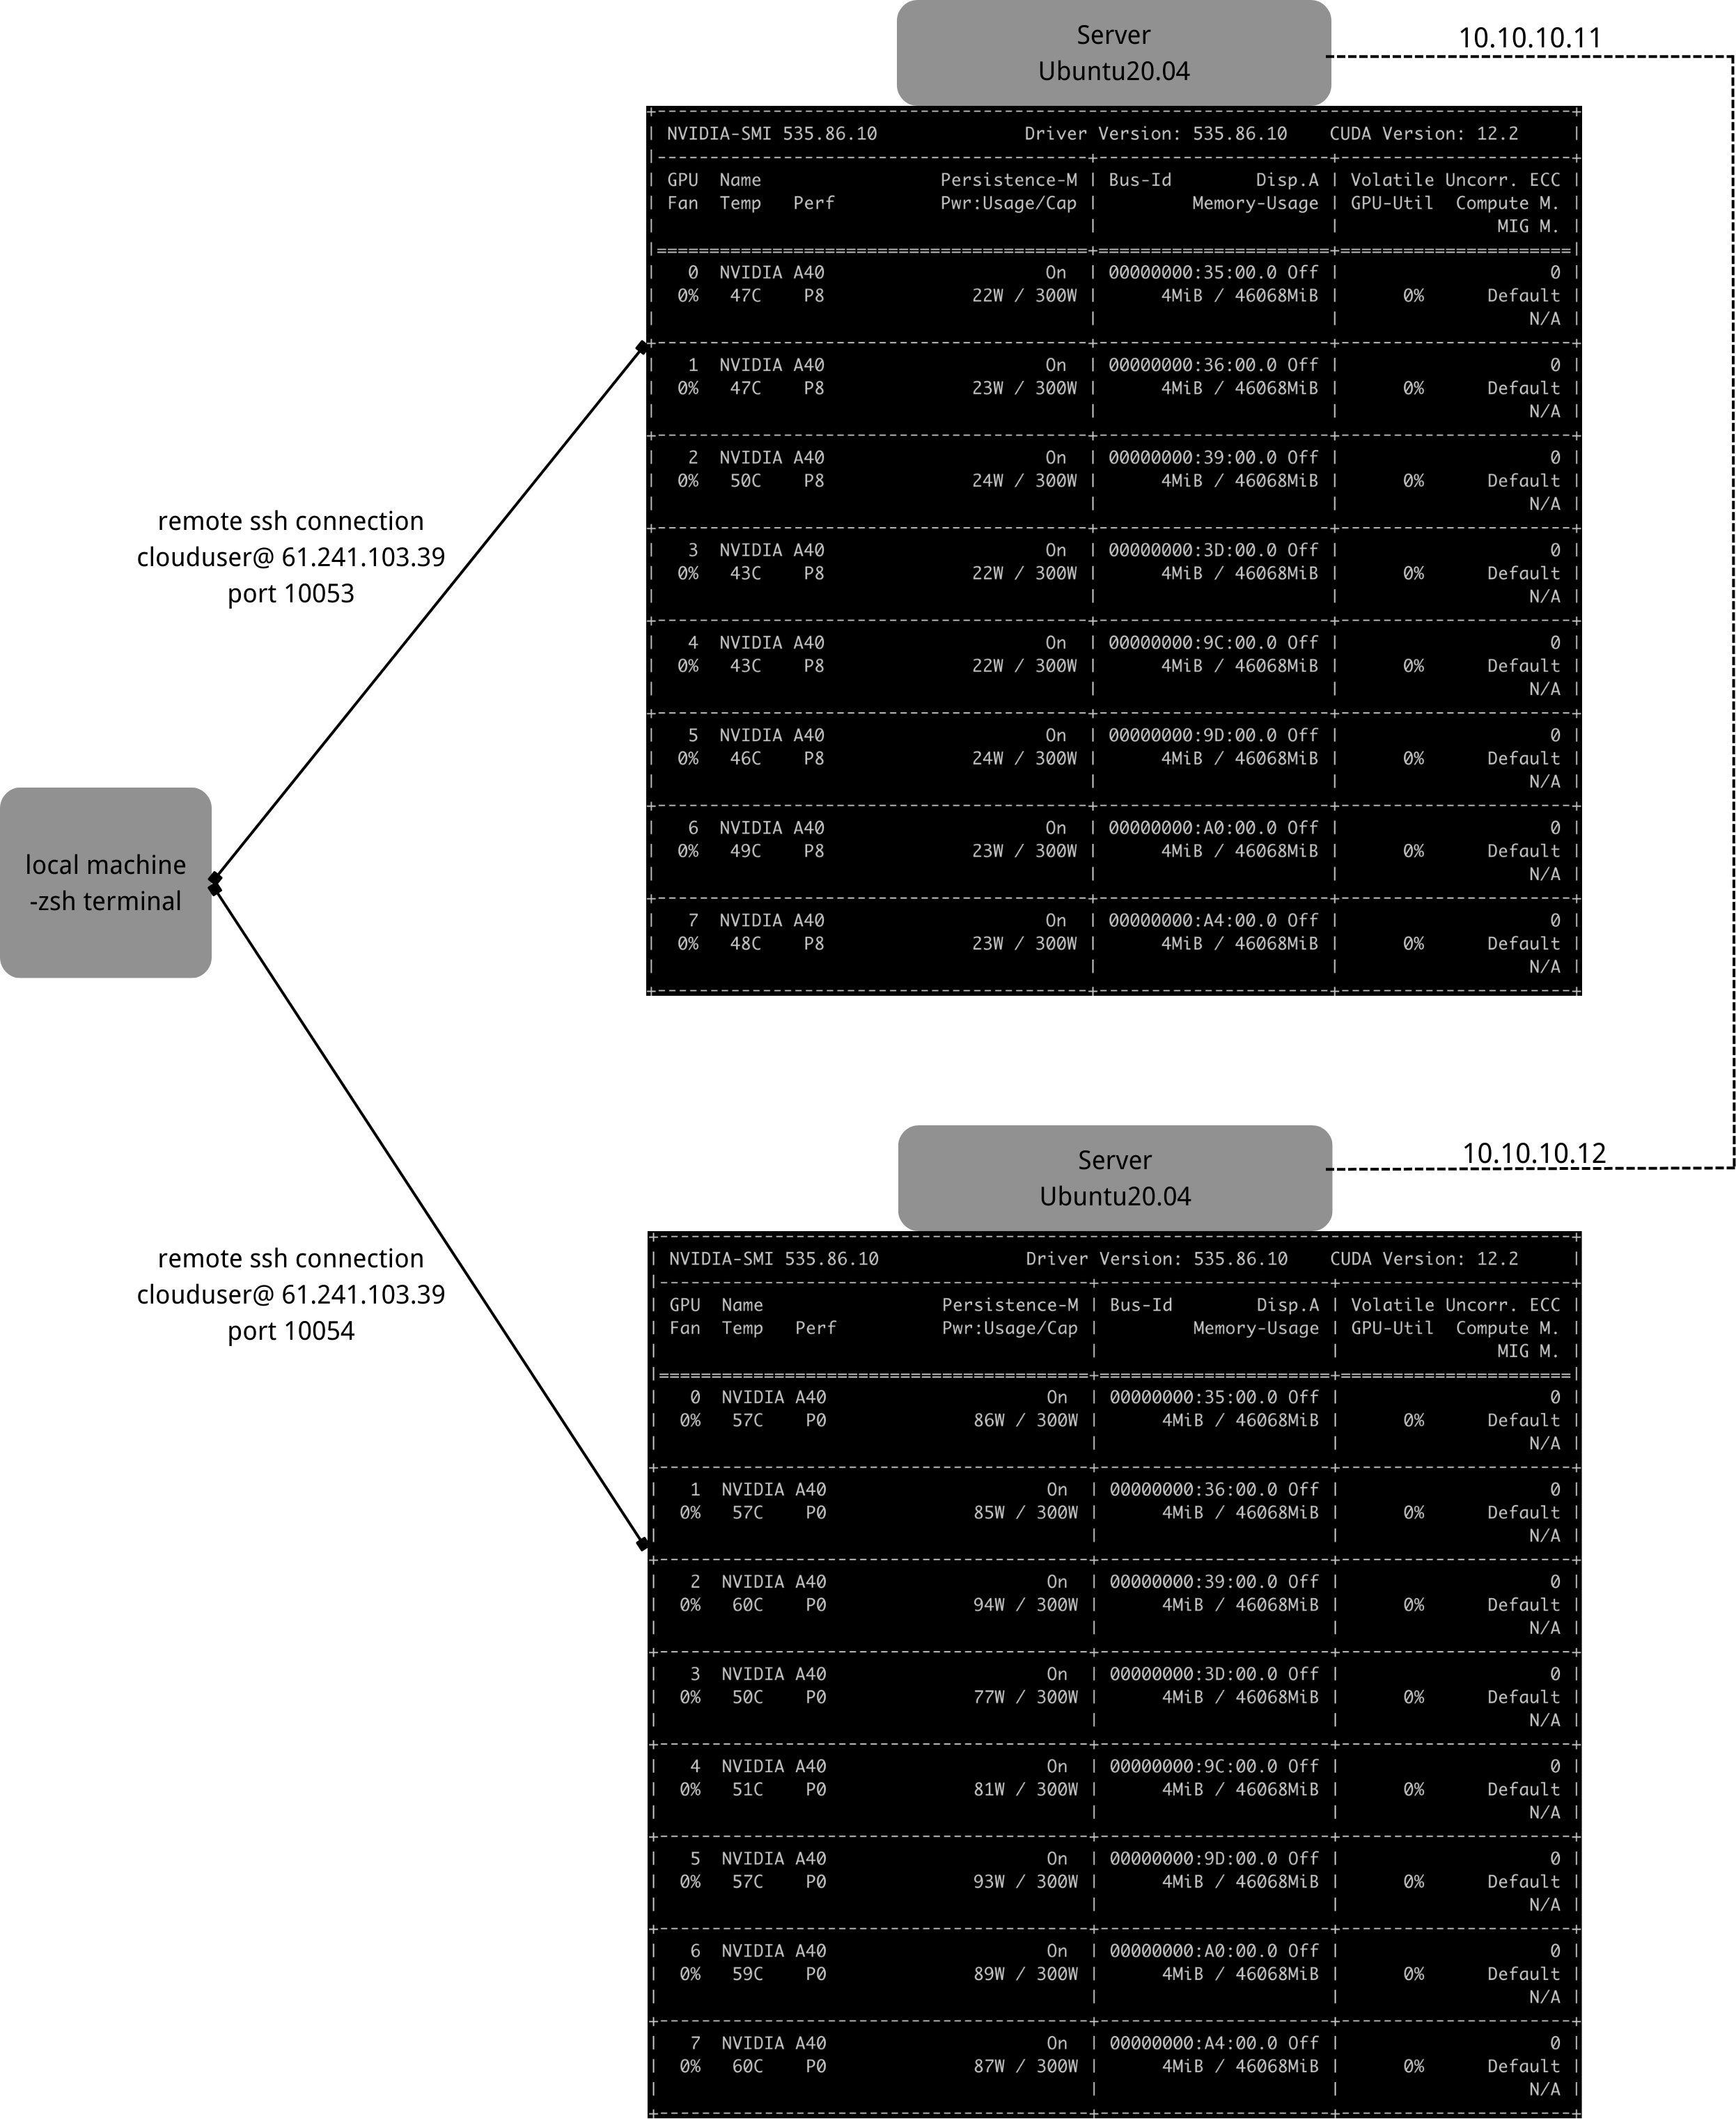 Server
Ubuntu20.04
10.10.10.11
NVIDIA-SMI 535.86.10 Driver Version: 535.86.10 CUDA Version: 12.2
GPU Name Persistence-M | Bus-Id Disp.A | Volatile Uncorr. ECC
Fan Temp Perf Pwr:Usage/Cap | Memory-Usage | GPU-Util Compute M.
MIG M.
0 NVIDIA A40 On | 00000000:35:00.0 Off | 0
0% 47C P8 22W / 300W | 4MiB / 46068MiB | 0% Default
N/A
1 NVIDIA A40 On | 00000000:36:00.0 Off | 0
0% 47C P8 23W / 300W | 4MiB / 46068MiB | 0% Default
N/A
2 NVIDIA A40 On | 00000000:39:00.0 Off | 0
0% 50C P8 24W / 300W | 4MiB / 46068MiB | 0% Default
N/A
3 NVIDIA A40 On | 00000000:3D:00.0 Off | 0
0% 43C P8 22W / 300W | 4MiB / 46068MiB | 0% Default
N/A
4 NVIDIA A40 On | 00000000:9C:00.0 Off | 0
0% 43C P8 22W / 300W | 4MiB / 46068MiB | 0% Default
N/A
5 NVIDIA A40 On | 00000000:9D:00.0 Off | 0
0% 46C P8 24W / 300W | 4MiB / 46068MiB | 0% Default
N/A
6 NVIDIA A40 On | 00000000:A0:00.0 Off | 0
0% 49C P8 23W / 300W | 4MiB / 46068MiB | 0% Default
N/A
7 NVIDIA A40 On | 00000000:A4:00.0 Off | 0
0% 48C P8 23W / 300W | 4MiB / 46068MiB | 0% Default
N/A
remote ssh connection
clouduser@ 61.241.103.39
port 10053
local machine
-zsh terminal
remote ssh connection
clouduser@ 61.241.103.39
port 10054
Server
Ubuntu20.04
10.10.10.12
NVIDIA-SMI 535.86.10 Driver Version: 535.86.10 CUDA Version: 12.2
GPU Name Persistence-M | Bus-Id Disp.A | Volatile Uncorr. ECC
Fan Temp Perf Pwr:Usage/Cap | Memory-Usage | GPU-Util Compute M.
MIG M.
0 NVIDIA A40 On | 00000000:35:00.0 Off | 0
0% 57C P0 86W / 300W | 4MiB / 46068MiB | 0% Default
N/A
1 NVIDIA A40 On | 00000000:36:00.0 Off | 0
0% 57C P0 85W / 300W | 4MiB / 46068MiB | 0% Default
N/A
2 NVIDIA A40 On | 00000000:39:00.0 Off | 0
0% 60C P0 94W / 300W | 4MiB / 46068MiB | 0% Default
N/A
3 NVIDIA A40 On | 00000000:3D:00.0 Off | 0
0% 50C P0 77W / 300W | 4MiB / 46068MiB | 0% Default
N/A
4 NVIDIA A40 On | 00000000:9C:00.0 Off | 0
0% 51C P0 81W / 300W | 4MiB / 46068MiB | 0% Default
N/A
5 NVIDIA A40 On | 00000000:9D:00.0 Off | 0
0% 57C P0 93W / 300W | 4MiB / 46068MiB | 0% Default
N/A
6 NVIDIA A40 On | 00000000:A0:00.0 Off | 0
0% 59C P0 89W / 300W | 4MiB / 46068MiB | 0% Default
N/A
7 NVIDIA A40 On | 00000000:A4:00.0 Off | 0
0% 60C P0 87W / 300W | 4MiB / 46068MiB | 0% Default
N/A